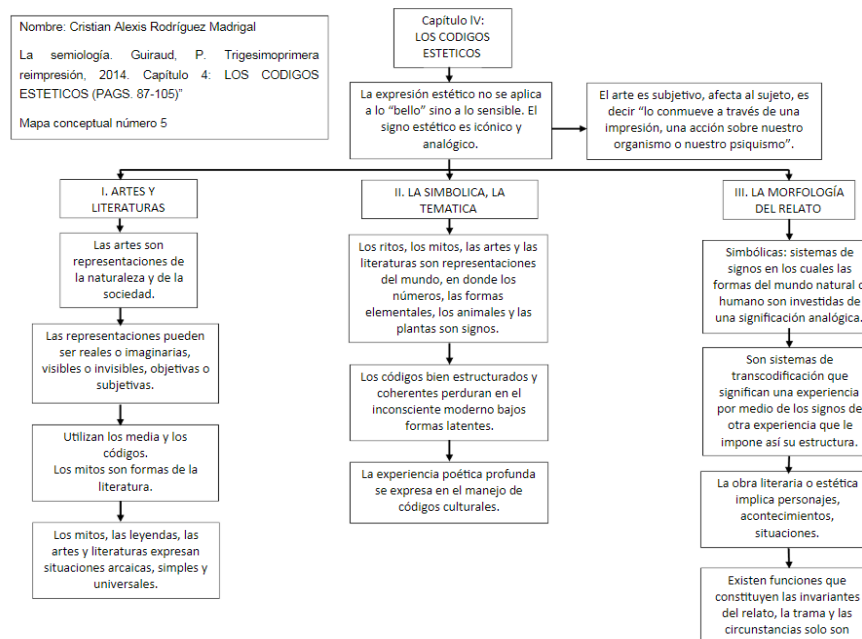 Nombre: Cristian Alexis Rodríguez Madrigal
La semiología. Guiraud, P. Trigesimoprimera
reimpresión, 2014. Capítulo 4: LOS CODIGOS
ESTETICOS (PAGS. 87-105)”
Mapa conceptual número 5
Capítulo lV:
LOS CODIGOS
ESTETICOS
La expresión estético no se aplica
a lo “bello” sino a lo sensible. El
signo estético es icónico y
analógico.
El arte es subjetivo, afecta al sujeto, es
decir “lo conmueve a través de una
impresión, una acción sobre nuestro
organismo o nuestro psiquismo”.
I. ARTES Y
LITERATURAS
Las artes son
representaciones de
la naturaleza y de la
sociedad.
Las representaciones pueden
ser reales o imaginarias,
visibles o invisibles, objetivas o
subjetivas.
Utilizan los media y los
códigos.
Los mitos son formas de la
literatura.
Los mitos, las leyendas, las
artes y literaturas expresan
situaciones arcaicas, simples y
universales.
II. LA SIMBOLICA, LA
TEMATICA
Los ritos, los mitos, las artes y las
literaturas son representaciones
del mundo, en donde los
números, las formas
elementales, los animales y las
plantas son signos.
Los códigos bien estructurados y
coherentes perduran en el
inconsciente moderno bajos
formas latentes.
La experiencia poética profunda
se expresa en el manejo de
códigos culturales.
III. LA MORFOLOGÍA
DEL RELATO
Simbólicas: sistemas de
signos en los cuales las
formas del mundo natural o
humano son investidas de
una significación analógica.
Son sistemas de
transcodificación que
significan una experiencia
por medio de los signos de
otra experiencia que le
impone así su estructura.
La obra literaria o estética
implica personajes,
acontecimientos,
situaciones.
Existen funciones que
constituyen las invariantes
del relato, la trama y las
circunstancias solo son